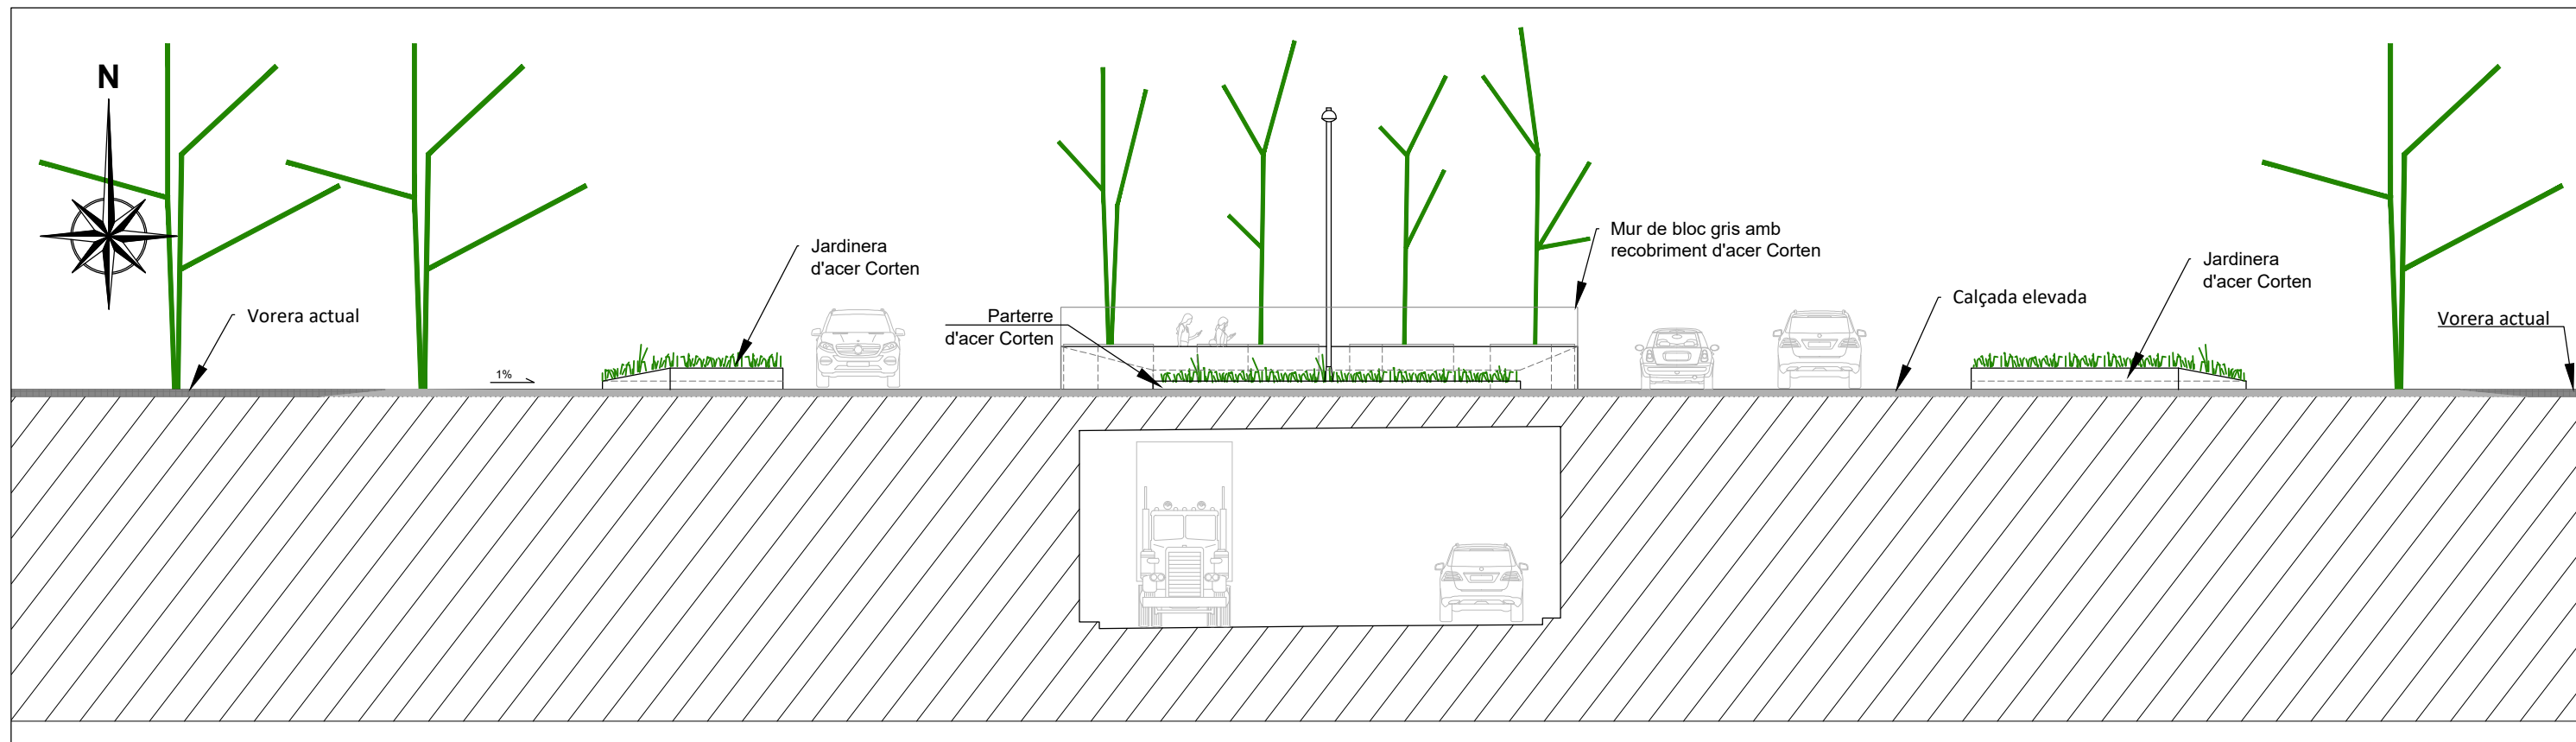 N
Vorera actual
1%
Jardinera
d'acer Corten
Parterre
d'acer Corten
Mur de bloc gris amb
recobriment d'acer Corten
Calçada elevada
Jardinera
d'acer Corten
Vorera actual